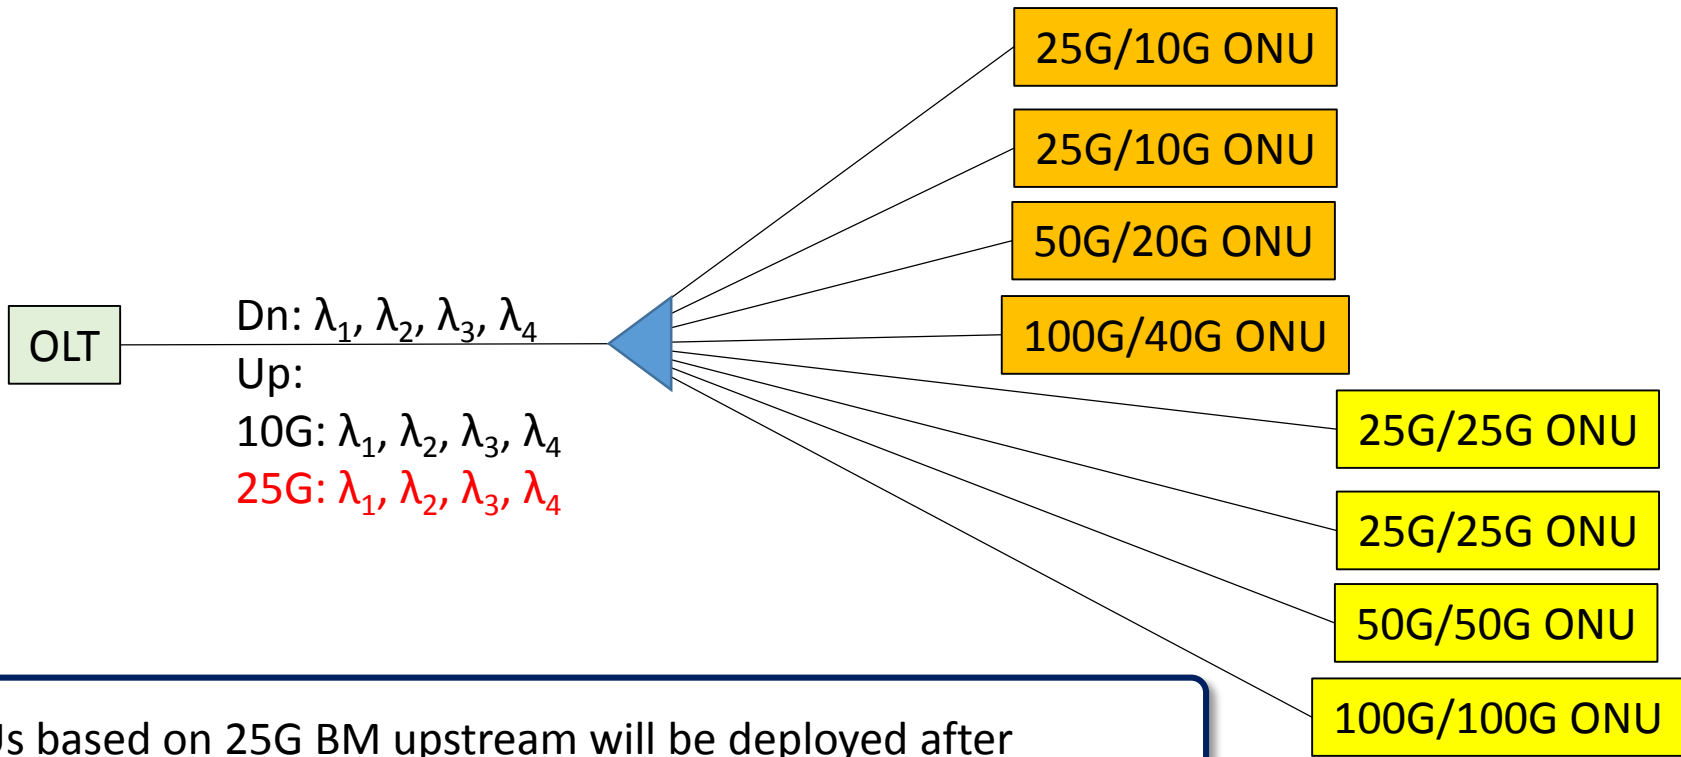 25G/10G ONU
25G/10G ONU
50G/20G ONU
100G/40G ONU
OLT
Dn: λ₁, λ₂, λ₃, λ₄
Up:
10G: λ₁, λ₂, λ₃, λ₄
25G: λ₁, λ₂, λ₃, λ₄
25G/25G ONU
25G/25G ONU
50G/50G ONU
100G/100G ONU
based on 25G BM upstream will be deployed after